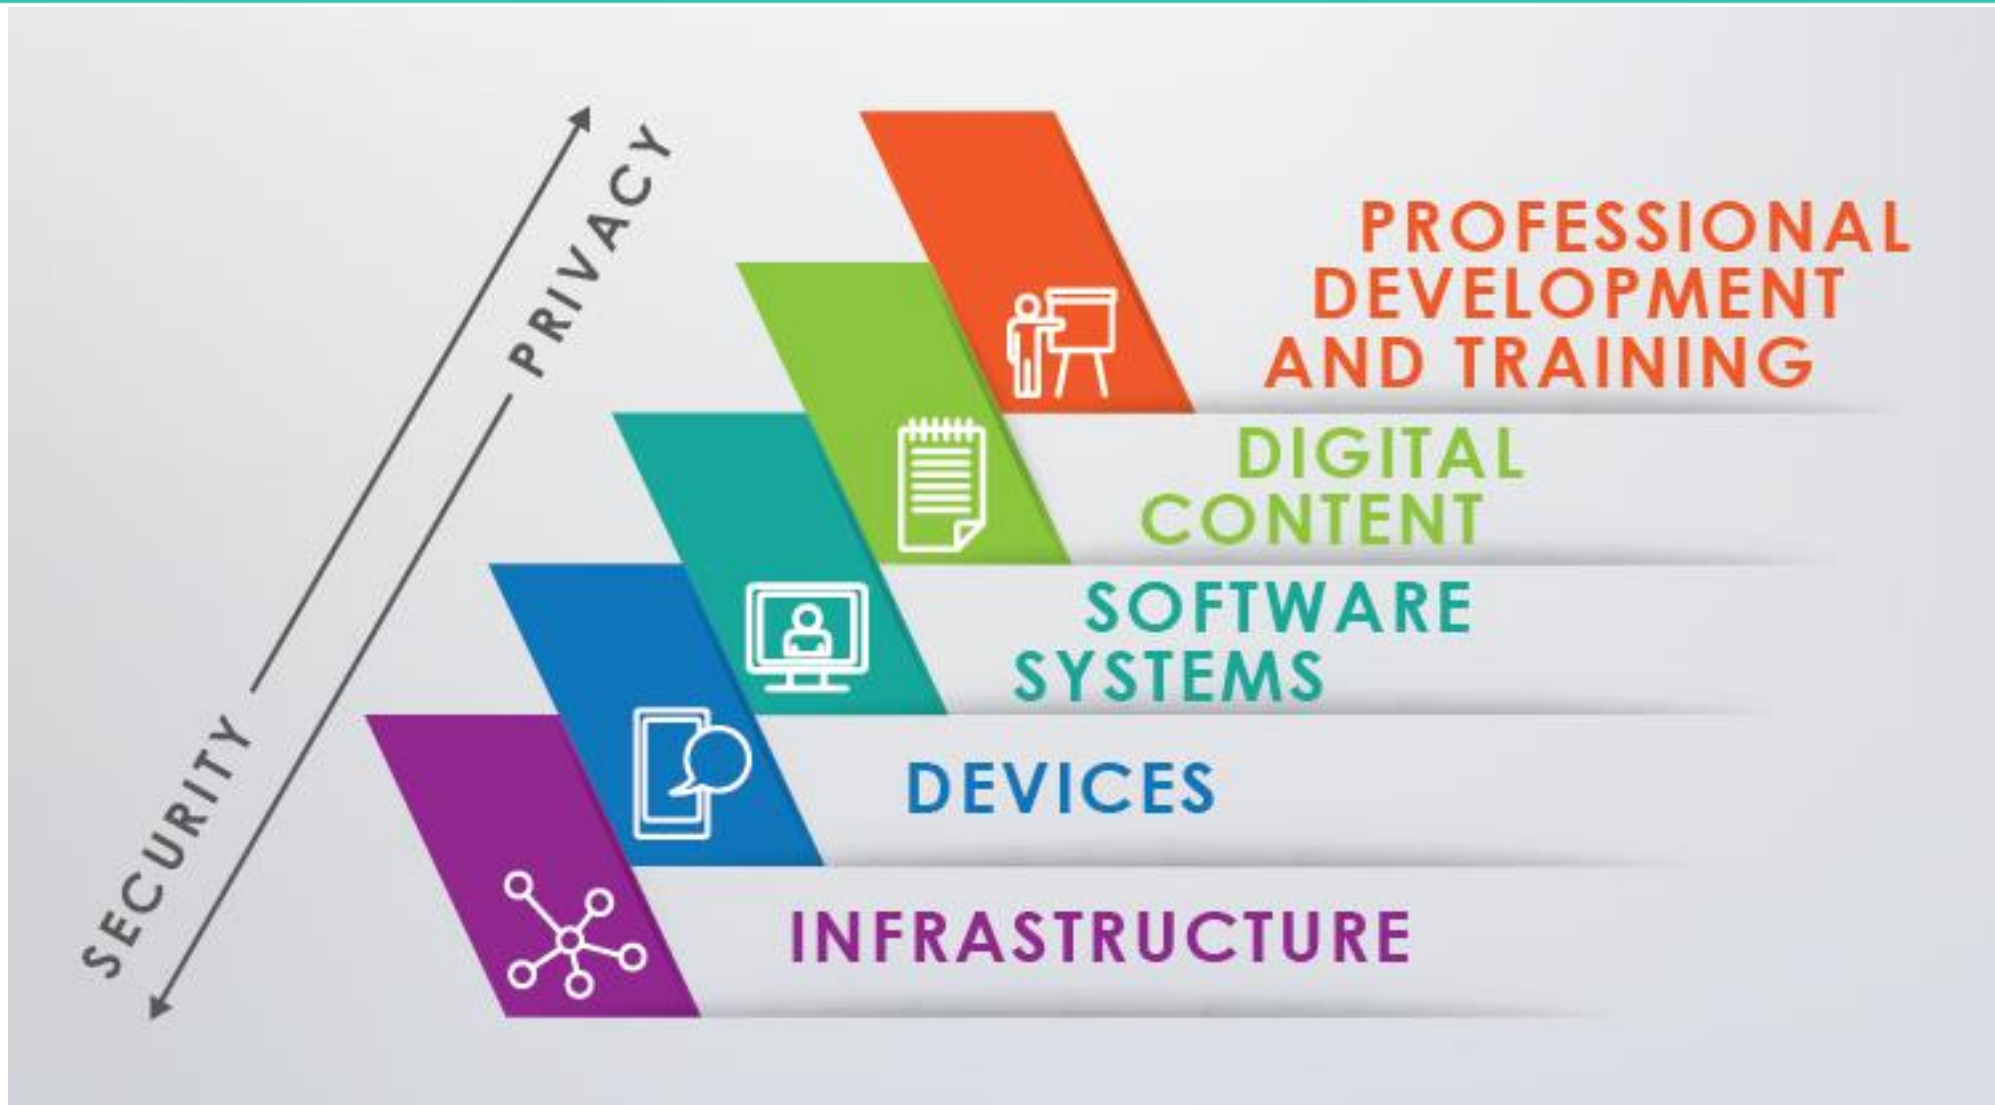 SECURITY
PRIVACY
PROFESSIONAL
DEVELOPMENT
AND TRAINING
DIGITAL
CONTENT
SOFTWARE
SYSTEMS
DEVICES
INFRASTRUCTURE